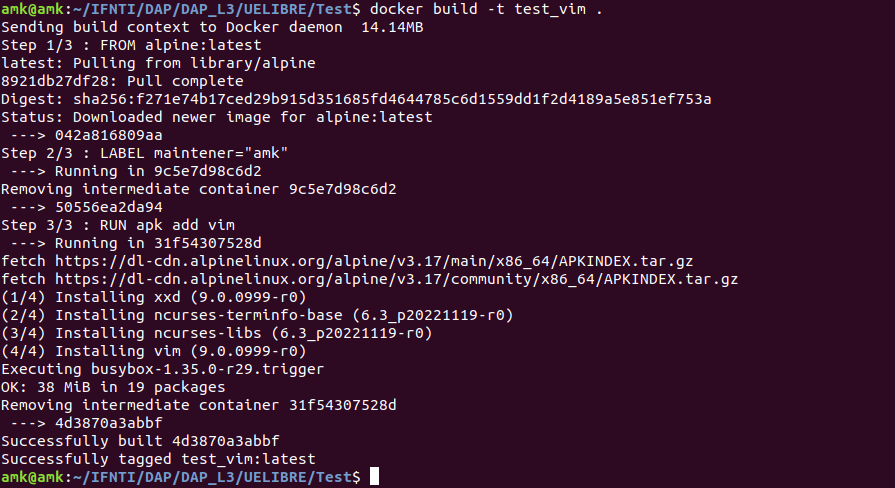 amk@amk:~/IFNTI/DAP/DAP_L3/UELIBRE/Test$ docker build -t test_vim .
Sending build context to Docker daemon  14.14MB
Step 1/3 : FROM alpine:latest
latest: Pulling from library/alpine
8921db27df28: Pull complete
Digest: sha256:f271e74b17ced29b915d351685fd4644785c6d1559dd1f2d4189a5e851ef753a
Status: Downloaded newer image for alpine:latest
 ---> 042a816809aa
Step 2/3 : LABEL maintener="amk"
 ---> Running in 9c5e7d98c6d2
Removing intermediate container 9c5e7d98c6d2
 ---> 50556ea2da94
Step 3/3 : RUN apk add vim
 ---> Running in 31f54307528d
fetch https://dl-cdn.alpinelinux.org/alpine/v3.17/main/x86_64/APKINDEX.tar.gz
fetch https://dl-cdn.alpinelinux.org/alpine/v3.17/community/x86_64/APKINDEX.tar.gz
(1/4) Installing xxd (9.0.0999-r0)
(2/4) Installing ncurses-terminfo-base (6.3_p20221119-r0)
(3/4) Installing ncurses-libs (6.3_p20221119-r0)
(4/4) Installing vim (9.0.0999-r0)
Executing busybox-1.35.0-r29.trigger
OK: 38 MiB in 19 packages
Removing intermediate container 31f54307528d
 ---> 4d3870a3abbf
Successfully built 4d3870a3abbf
Successfully tagged test_vim:latest
amk@amk:~/IFNTI/DAP/DAP_L3/UELIBRE/Test$